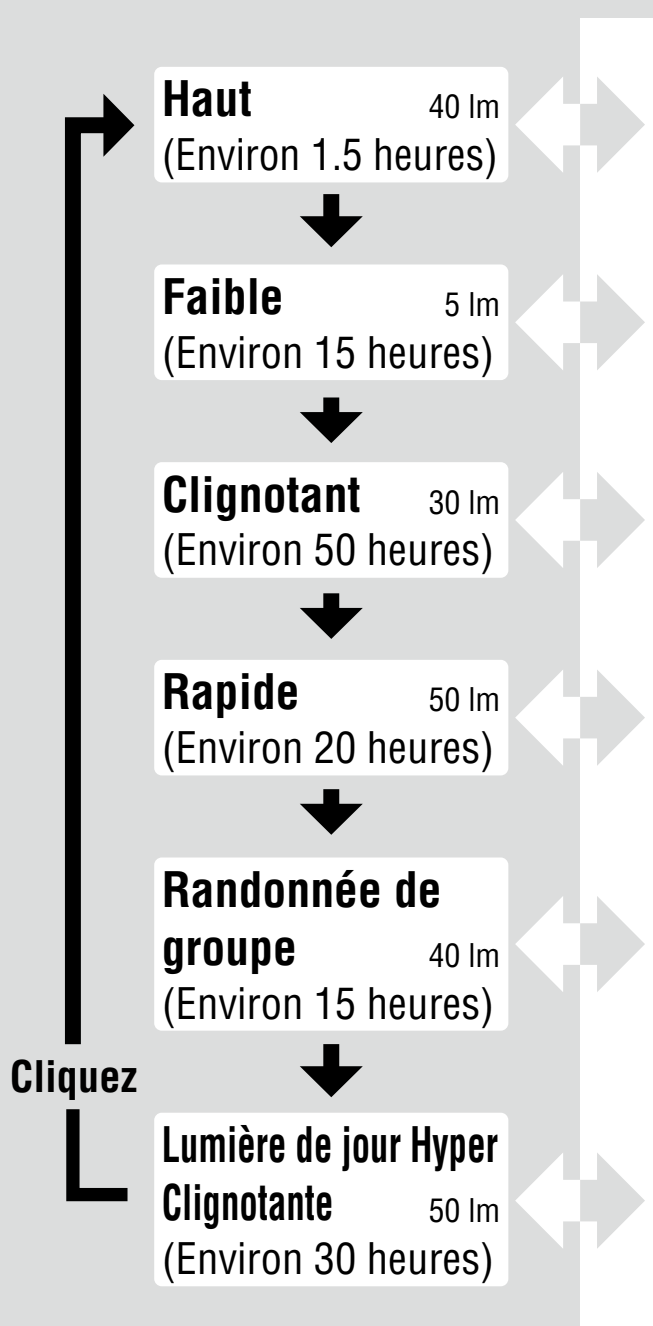 Haut 40 lm
(Environ 1.5 heures)
Faible 5 lm
(Environ 15 heures)
Clignotant 30 lm
(Environ 50 heures)
Rapide 50 lm
(Environ 20 heures)
Randonnée de
groupe 40 lm
(Environ 15 heures)
Cliquez
Lumière de jour Hyper
Clignotante 50 lm
(Environ 30 heures)